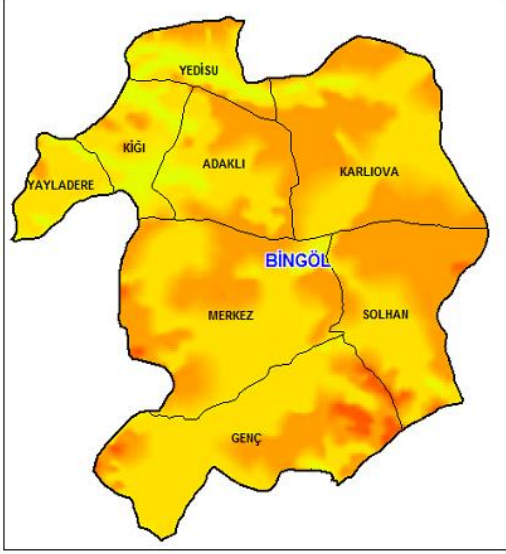 YEDİSU
KİĞI
ADAKLI
KARLIOVA
YAYLADERE
BİNGÖL
MERKEZ
SOLHAN
GENÇ